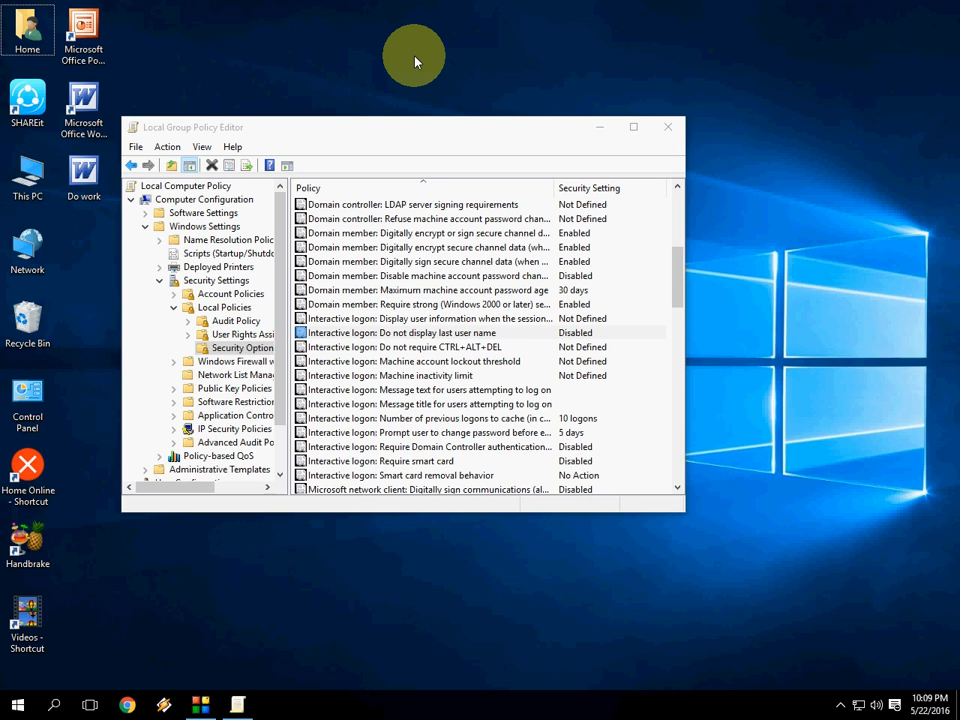 Home
Microsoft
Office Po...
SHAREit
Microsoft
Office Wo...
This PC
Do work
Network
Recycle Bin
Control
Panel
Home Online
- Shortcut
Handbrake
Videos -
Shortcut
Local Group Policy Editor
File Action View Help
Local Computer Policy
Computer Configuration
Software Settings
Windows Settings
Name Resolution Polic
Scripts (Startup/Shutdo
Deployed Printers
Security Settings
Account Policies
Local Policies
Audit Policy
User Rights Assi
Security Option
Windows Firewall w
Network List Mana
Public Key Policies
Software Restriction
Application Contro
IP Security Policies
Advanced Audit Po
Policy-based QoS
Administrative Templates
Policy Security Setting
Domain controller: LDAP server signing requirements Not Defined
Domain controller: Refuse machine account password chan... Not Defined
Domain member: Digitally encrypt or sign secure channel d... Enabled
Domain member: Digitally encrypt secure channel data (wh... Enabled
Domain member: Digitally sign secure channel data (when ... Enabled
Domain member: Disable machine account password chan... Disabled
Domain member: Maximum machine account password age 30 days
Domain member: Require strong (Windows 2000 or later) se... Enabled
Interactive logon: Display user information when the session... Not Defined
Interactive logon: Do not display last user name Disabled
Interactive logon: Do not require CTRL+ALT+DEL Not Defined
Interactive logon: Machine account lockout threshold Not Defined
Interactive logon: Machine inactivity limit Not Defined
Interactive logon: Message text for users attempting to log on
Interactive logon: Message title for users attempting to log on
Interactive logon: Number of previous logons to cache (in c... 10 logons
Interactive logon: Prompt user to change password before e... 5 days
Interactive logon: Require Domain Controller authentication... Disabled
Interactive logon: Require smart card Disabled
Interactive logon: Smart card removal behavior No Action
Microsoft network client: Digitally sign communications (al... Disabled
10:09 PM
5/22/2016